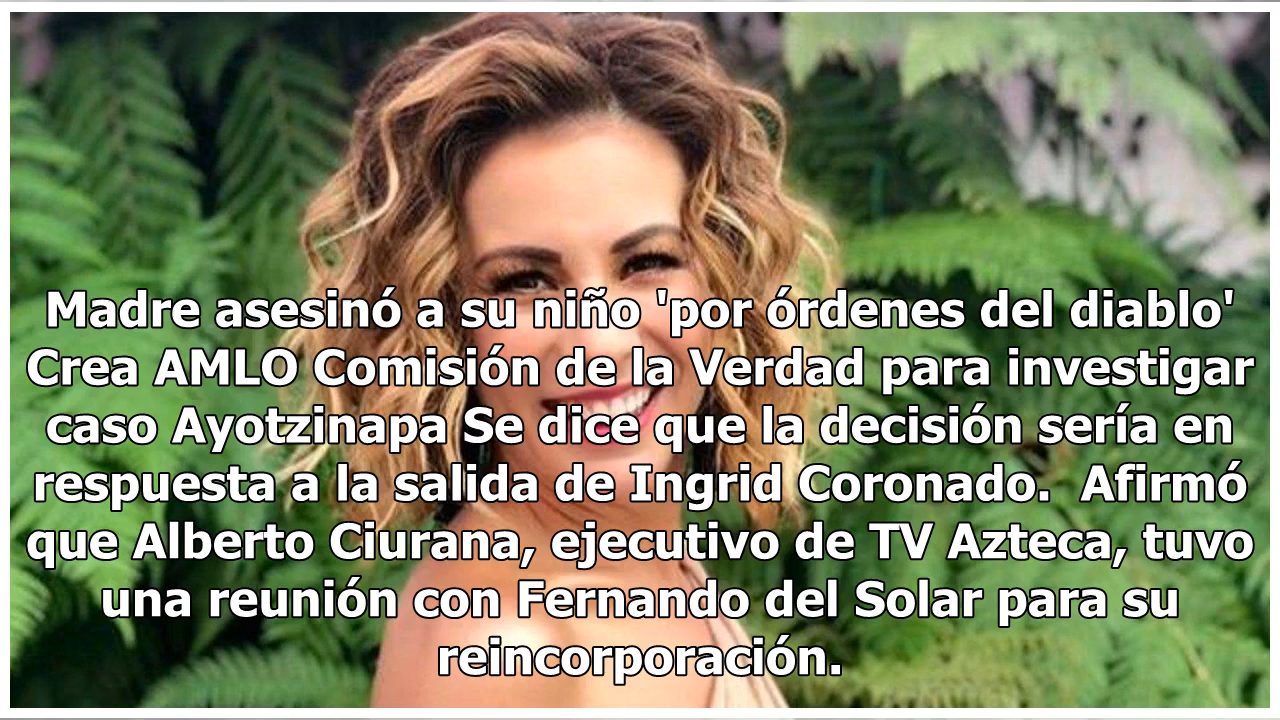 Madre asesinó a su niño 'por órdenes del diablo'
Crea AMLO Comisión de la Verdad para investigar
caso Ayotzinapa Se dice que la decisión sería en
respuesta a la salida de Ingrid Coronado.  Afirmó
que Alberto Ciurana, ejecutivo de TV Azteca, tuvo
una reunión con Fernando del Solar para su
reincorporación.